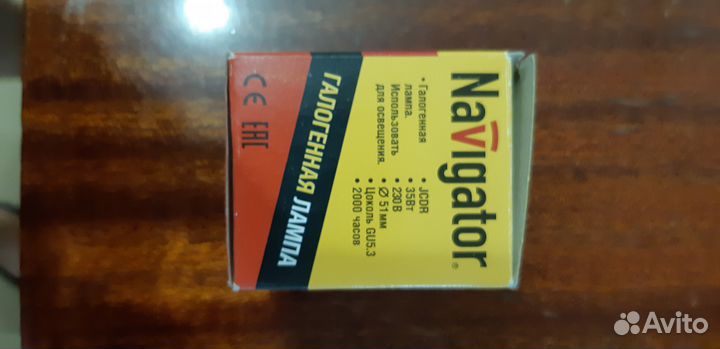 Navigator®
• Галогенная
лампа.
Использовать
для освещения.
• JCDR
• 35Вт
• 230В
• Ø 51мм
• Цоколь GU5.3
• 2000 часов
ГАЛОГЕННАЯ ЛАМПА
CE EAC
Avito